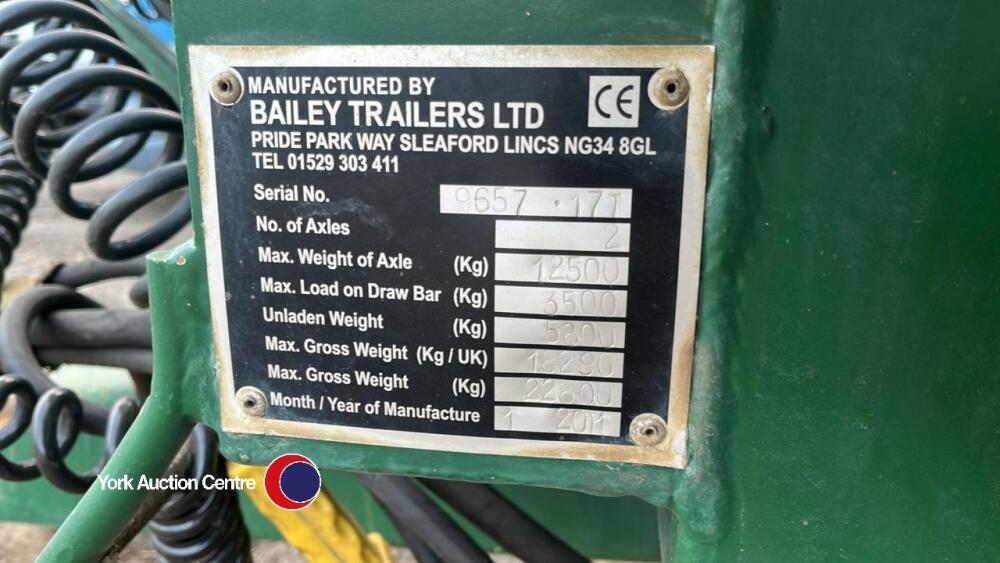 MANUFACTURED BY
BAILEY TRAILERS LTD
CE
PRIDE PARK WAY SLEAFORD LINCS NG34 8GL
TEL 01529 303 411
Serial No. 9657 · 17T
No. of Axles 2
Max. Weight of Axle (Kg) 12500
Max. Load on Draw Bar (Kg) 3500
Unladen Weight (Kg) 5800
Max. Gross Weight (Kg / UK) 18290
Max. Gross Weight (Kg) 22800
Month / Year of Manufacture 1 2011
York Auction Centre